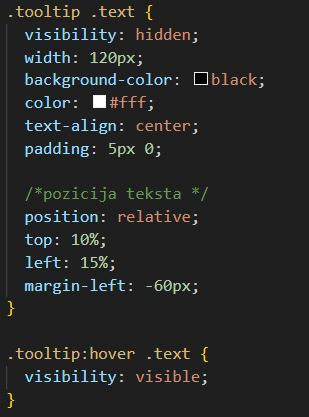 .tooltip .text {
visibility: hidden;
width: 120px;
background-color: black;
color: #fff;
text-align: center;
padding: 5px 0;
/*pozicija teksta */
position: relative;
top: 10%;
left: 15%;
margin-left: -60px;
}
.tooltip:hover .text {
visibility: visible;
}